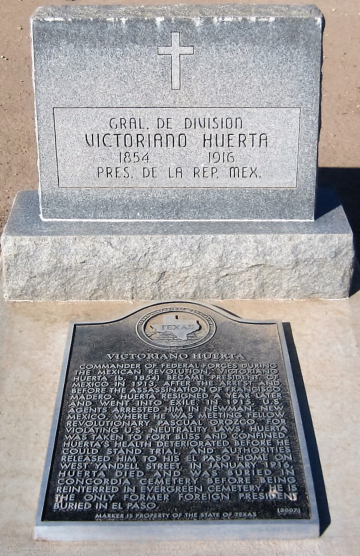 GRAL. DE DIVISION
VICTORIANO HUERTA
1854 1916
PRES. DE LA REP. MEX.
TEXAS
VICTORIANO HUERTA
COMMANDER OF FEDERAL FORCES DURING
THE MEXICAN REVOLUTION, VICTORIANO
HUERTA (b. 1854) BECAME PRESIDENT OF
MEXICO IN 1913, AFTER THE ARREST AND
BEFORE THE ASSASSINATION OF FRANCISCO
MADERO. HUERTA RESIGNED A YEAR LATER
AND WENT INTO EXILE. IN 1915, U.S.
AGENTS ARRESTED HIM IN NEWMAN, NEW
MEXICO, WHERE HE WAS MEETING FELLOW
REVOLUTIONARY PASCUAL OROZCO, FOR
VIOLATING U.S. NEUTRALITY LAWS. HUERTA
WAS TAKEN TO FORT BLISS AND CONFINED.
HUERTA'S HEALTH DETERIORATED BEFORE HE
COULD STAND TRIAL, AND AUTHORITIES
RELEASED HIM TO HIS EL PASO HOME ON
WEST YANDELL STREET. IN JANUARY 1916,
HUERTA DIED AND WAS BURIED IN
CONCORDIA CEMETERY BEFORE BEING
REINTERRED IN EVERGREEN CEMETERY. HE IS
THE ONLY FORMER FOREIGN PRESIDENT
BURIED IN EL PASO.
(2007)
MARKER IS PROPERTY OF THE STATE OF TEXAS